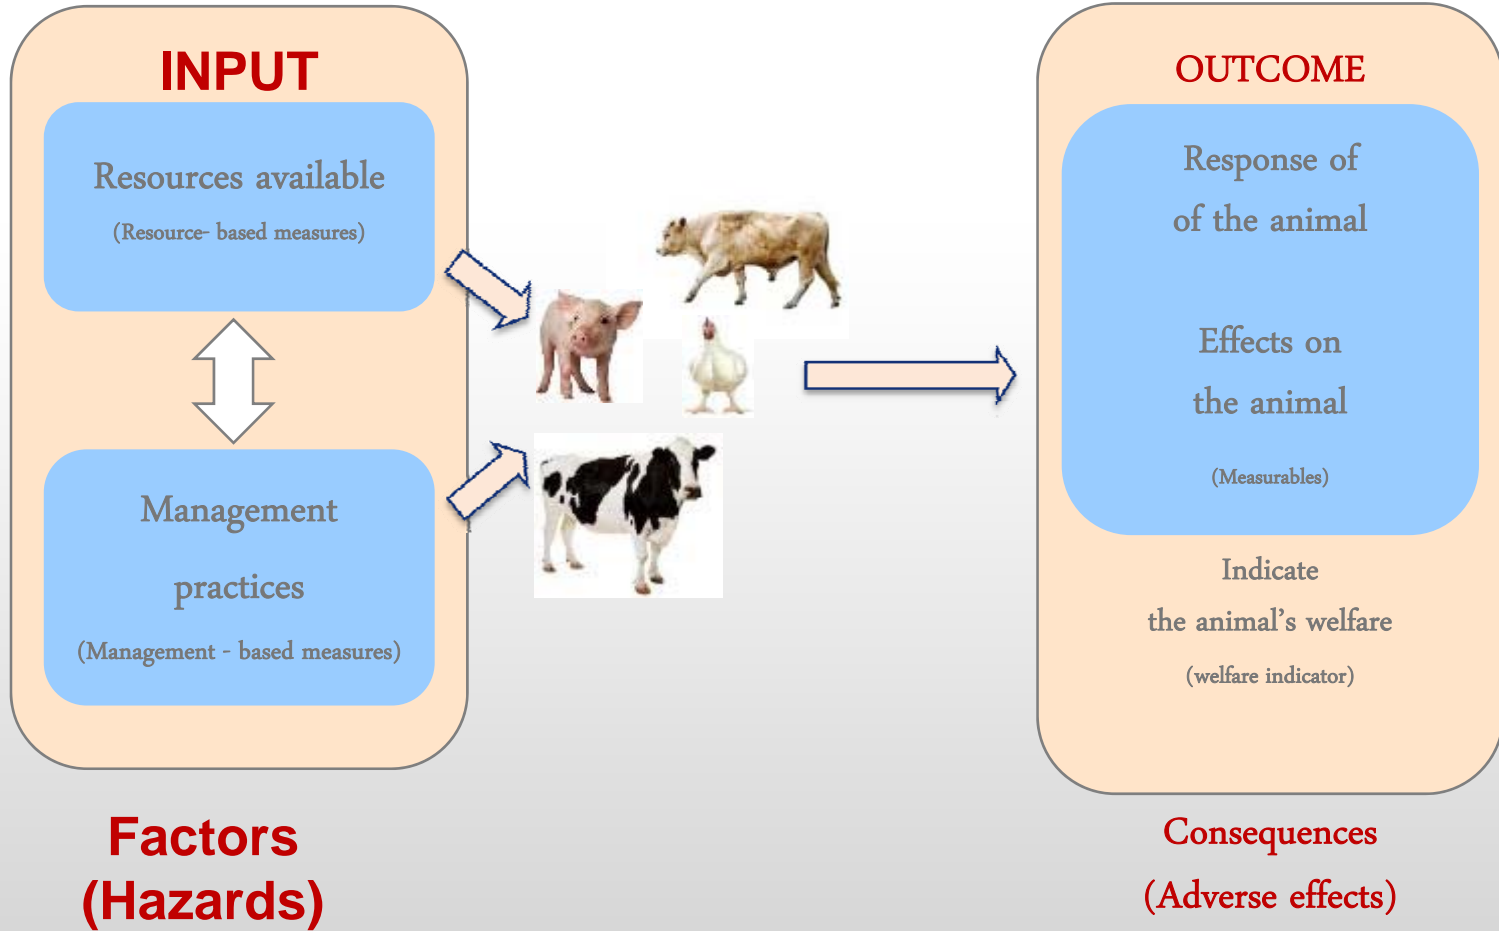 INPUT
Resources available
(Resource- based measures)
Management
practices
(Management - based measures)
Factors
(Hazards)
OUTCOME
Response of
of the animal
Effects on
the animal
(Measurables)
Indicate
the animal’s welfare
(welfare indicator)
Consequences
(Adverse effects)